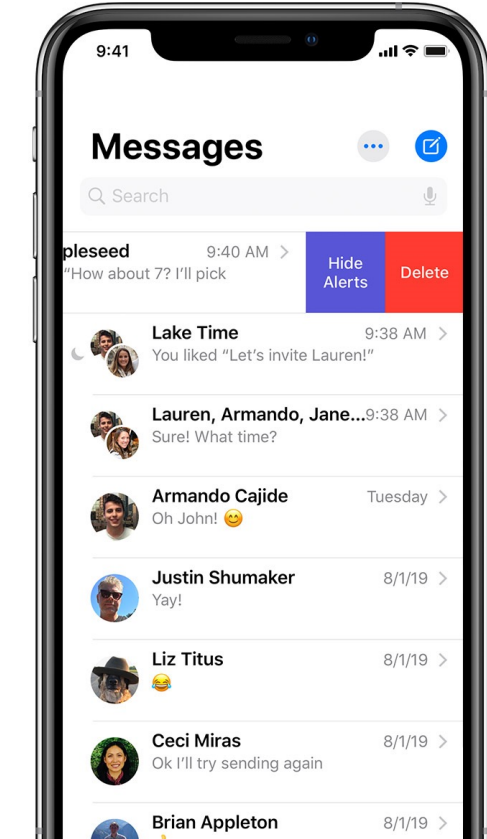 9:41
Messages
Search
pleseed 9:40 AM
“How about 7? I’ll pick
Hide
Alerts
Delete
Lake Time 9:38 AM
You liked “Let’s invite Lauren!”
Lauren, Armando, Jane... 9:38 AM
Sure! What time?
Armando Cajide Tuesday
Oh John! 😊
Justin Shumaker 8/1/19
Yay!
Liz Titus 8/1/19
😂
Ceci Miras 8/1/19
Ok I’ll try sending again
Brian Appleton 8/1/19